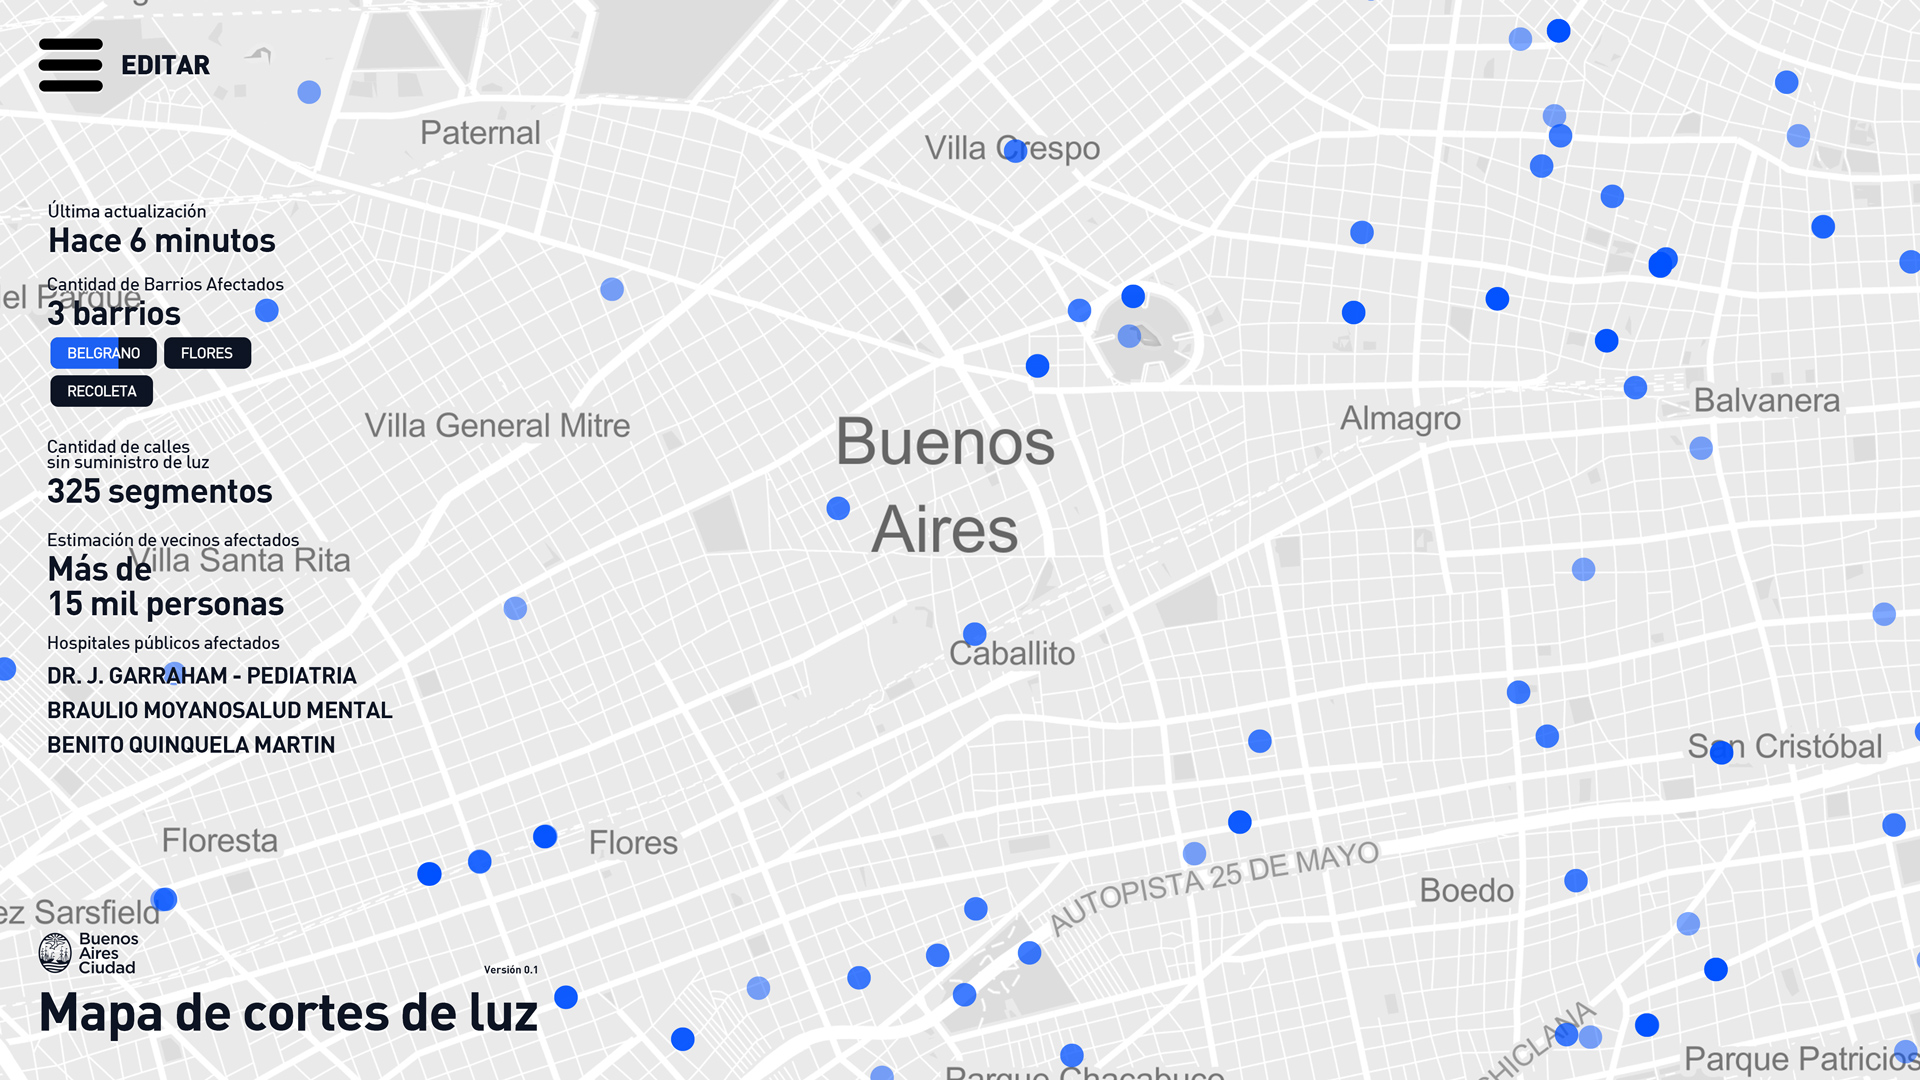 EDITAR
Paternal
Villa Crespo
Última actualización
Hace 6 minutos
Cantidad de Barrios Afectados
el Parque
3 barrios
BELGRANO
FLORES
RECOLETA
Villa General Mitre
Buenos
Aires
Almagro
Balvanera
Cantidad de calles
sin suministro de luz
325 segmentos
Estimación de vecinos afectados
Villa Santa Rita
Más de
15 mil personas
Hospitales públicos afectados
DR. J. GARRAHAM - PEDIATRIA
BRAULIO MOYANOSALUD MENTAL
BENITO QUINQUELA MARTIN
Caballito
San Cristóbal
Floresta
Flores
AUTOPISTA 25 DE MAYO
Boedo
ez Sarsfield
Buenos
Aires
Ciudad
Versión 0.1
Mapa de cortes de luz
HICLANA
Parque Chacabuco
Parque Patricios